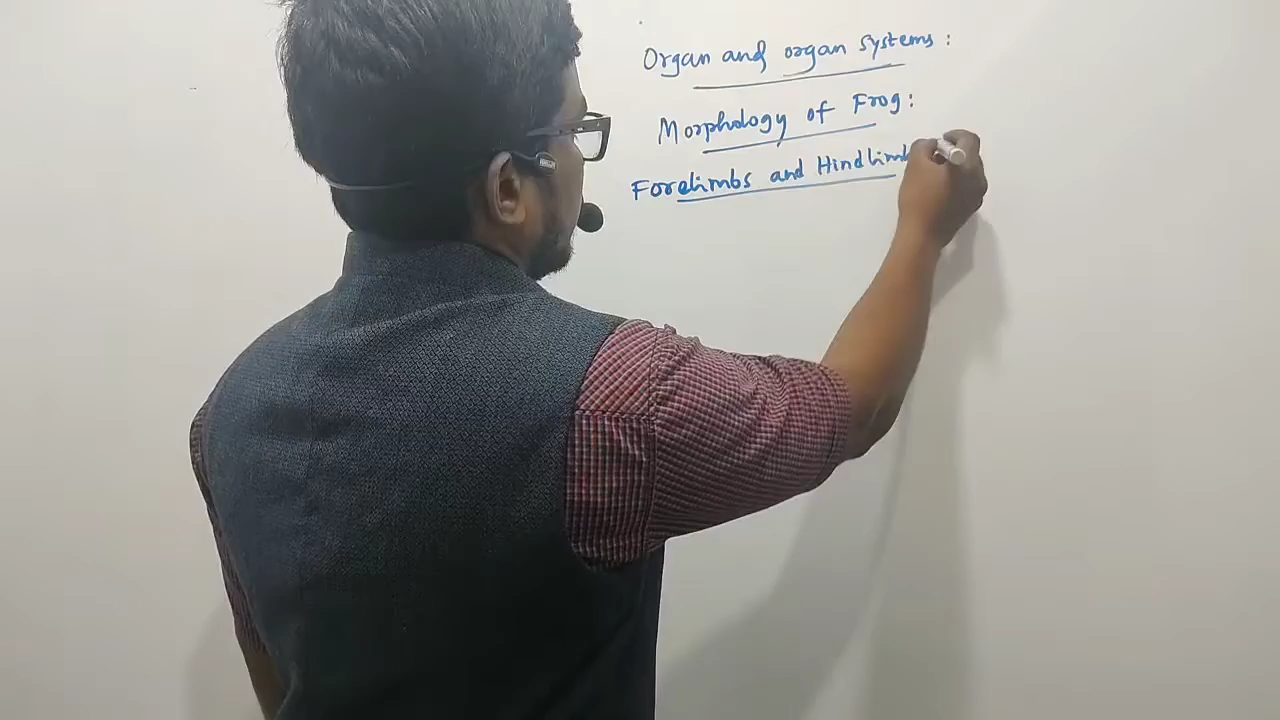 Organ and organ systems:
Morphology of Frog:
Forelimbs and Hindlimb